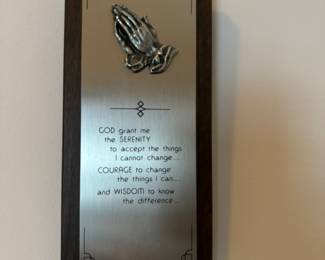 GOD grant me
the SERENITY
to accept the things
I cannot change...
COURAGE to change
the things I can...
and WISDOM to know
the difference...